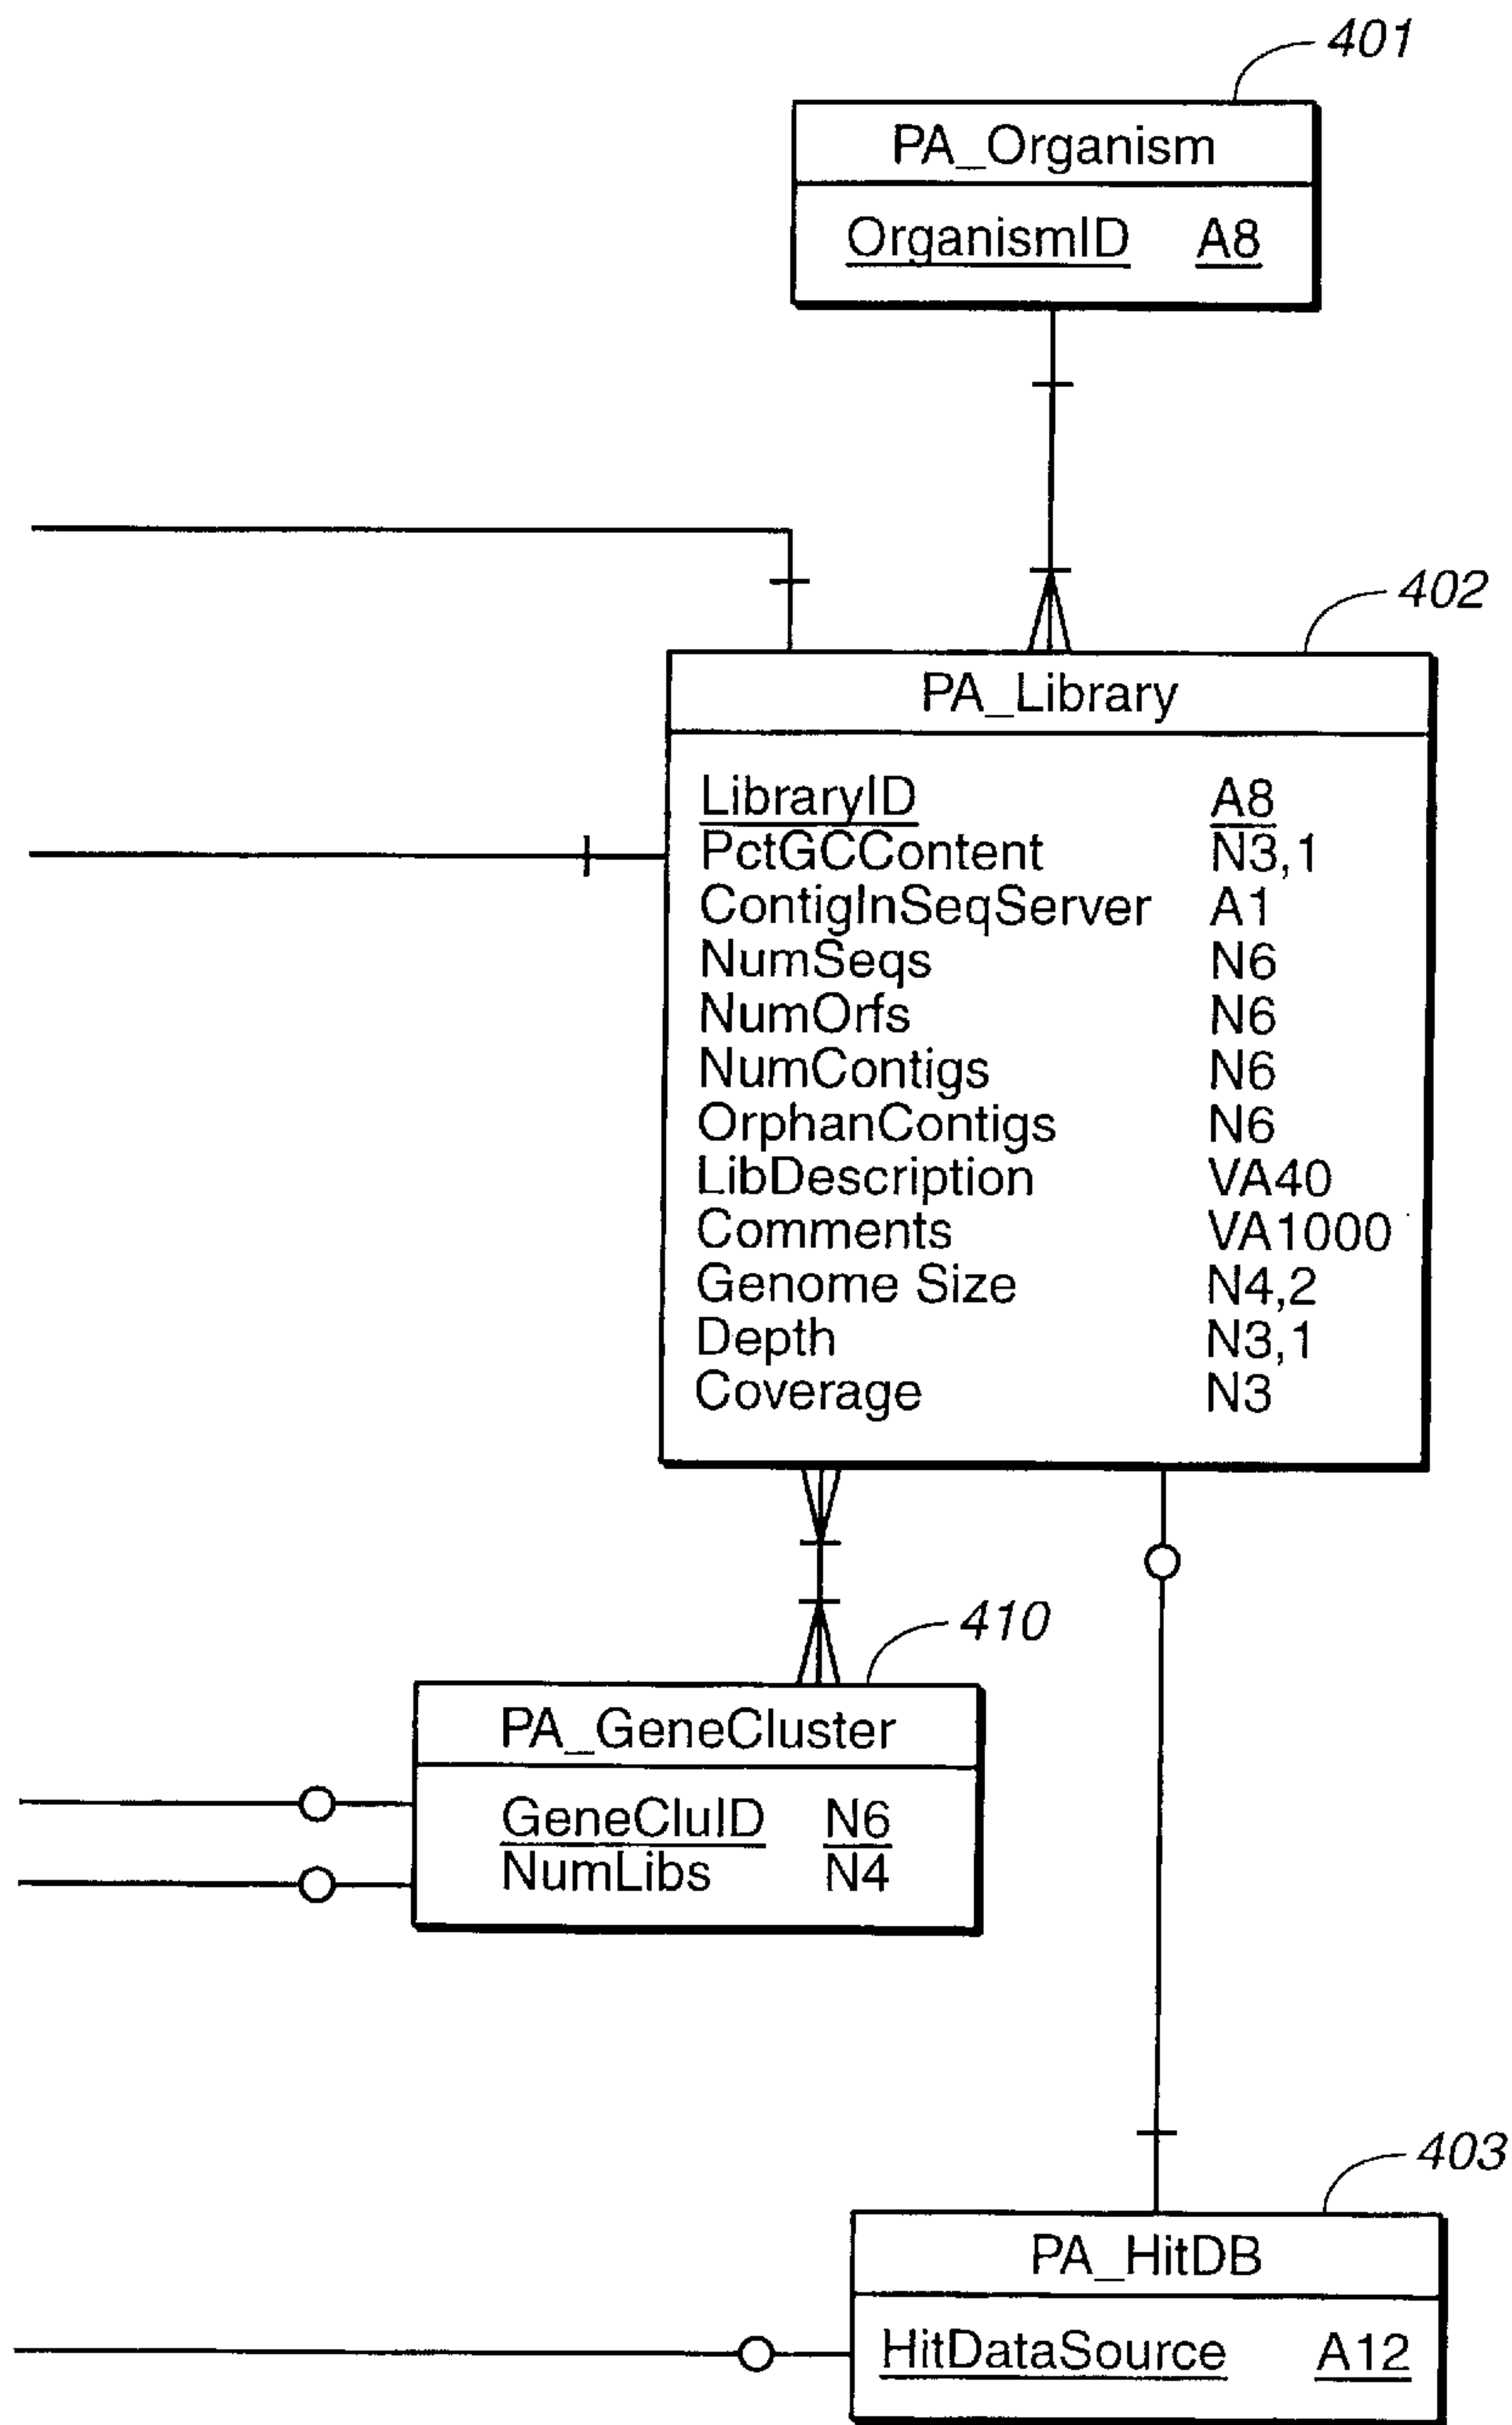 401
PA_Organism
OrganismID A8
402
PA_Library
LibraryID A8
PctGCContent N3,1
ContigInSeqServer A1
NumSeqs N6
NumOrfs N6
NumContigs N6
OrphanContigs N6
LibDescription VA40
Comments VA1000
Genome Size N4,2
Depth N3,1
Coverage N3
410
PA_GeneCluster
GeneCluID N6
NumLibs N4
403
PA_HitDB
HitDataSource A12